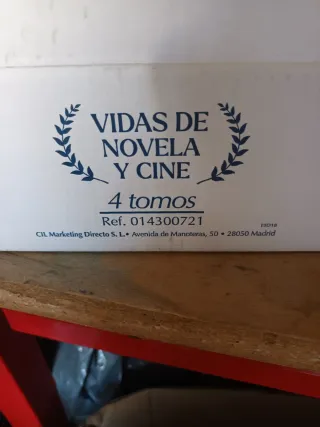 VIDAS DE
NOVELA
Y CINE
4 tomos
Ref. 014300721
CIL Marketing Directo S. L. • Avenida de Manoteras, 50 • 28050 Madrid